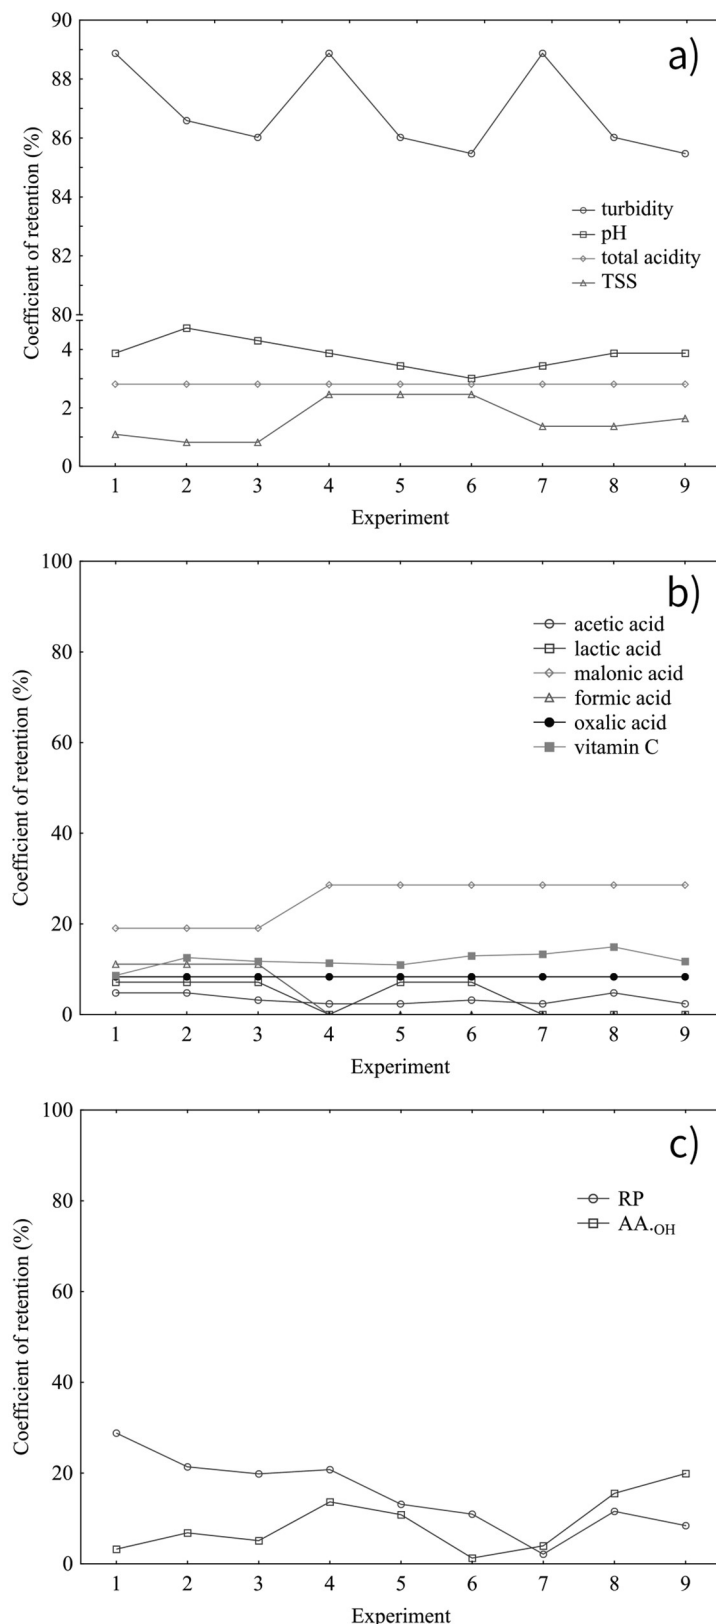 a)
Coefficient of retention (%)
90
88
86
84
82
80
4
2
0
turbidity
pH
total acidity
TSS
1 2 3 4 5 6 7 8 9
Experiment
b)
Coefficient of retention (%)
100
80
60
40
20
0
acetic acid
lactic acid
malonic acid
formic acid
oxalic acid
vitamin C
1 2 3 4 5 6 7 8 9
Experiment
c)
Coefficient of retention (%)
100
80
60
40
20
0
RP
AA·OH
1 2 3 4 5 6 7 8 9
Experiment